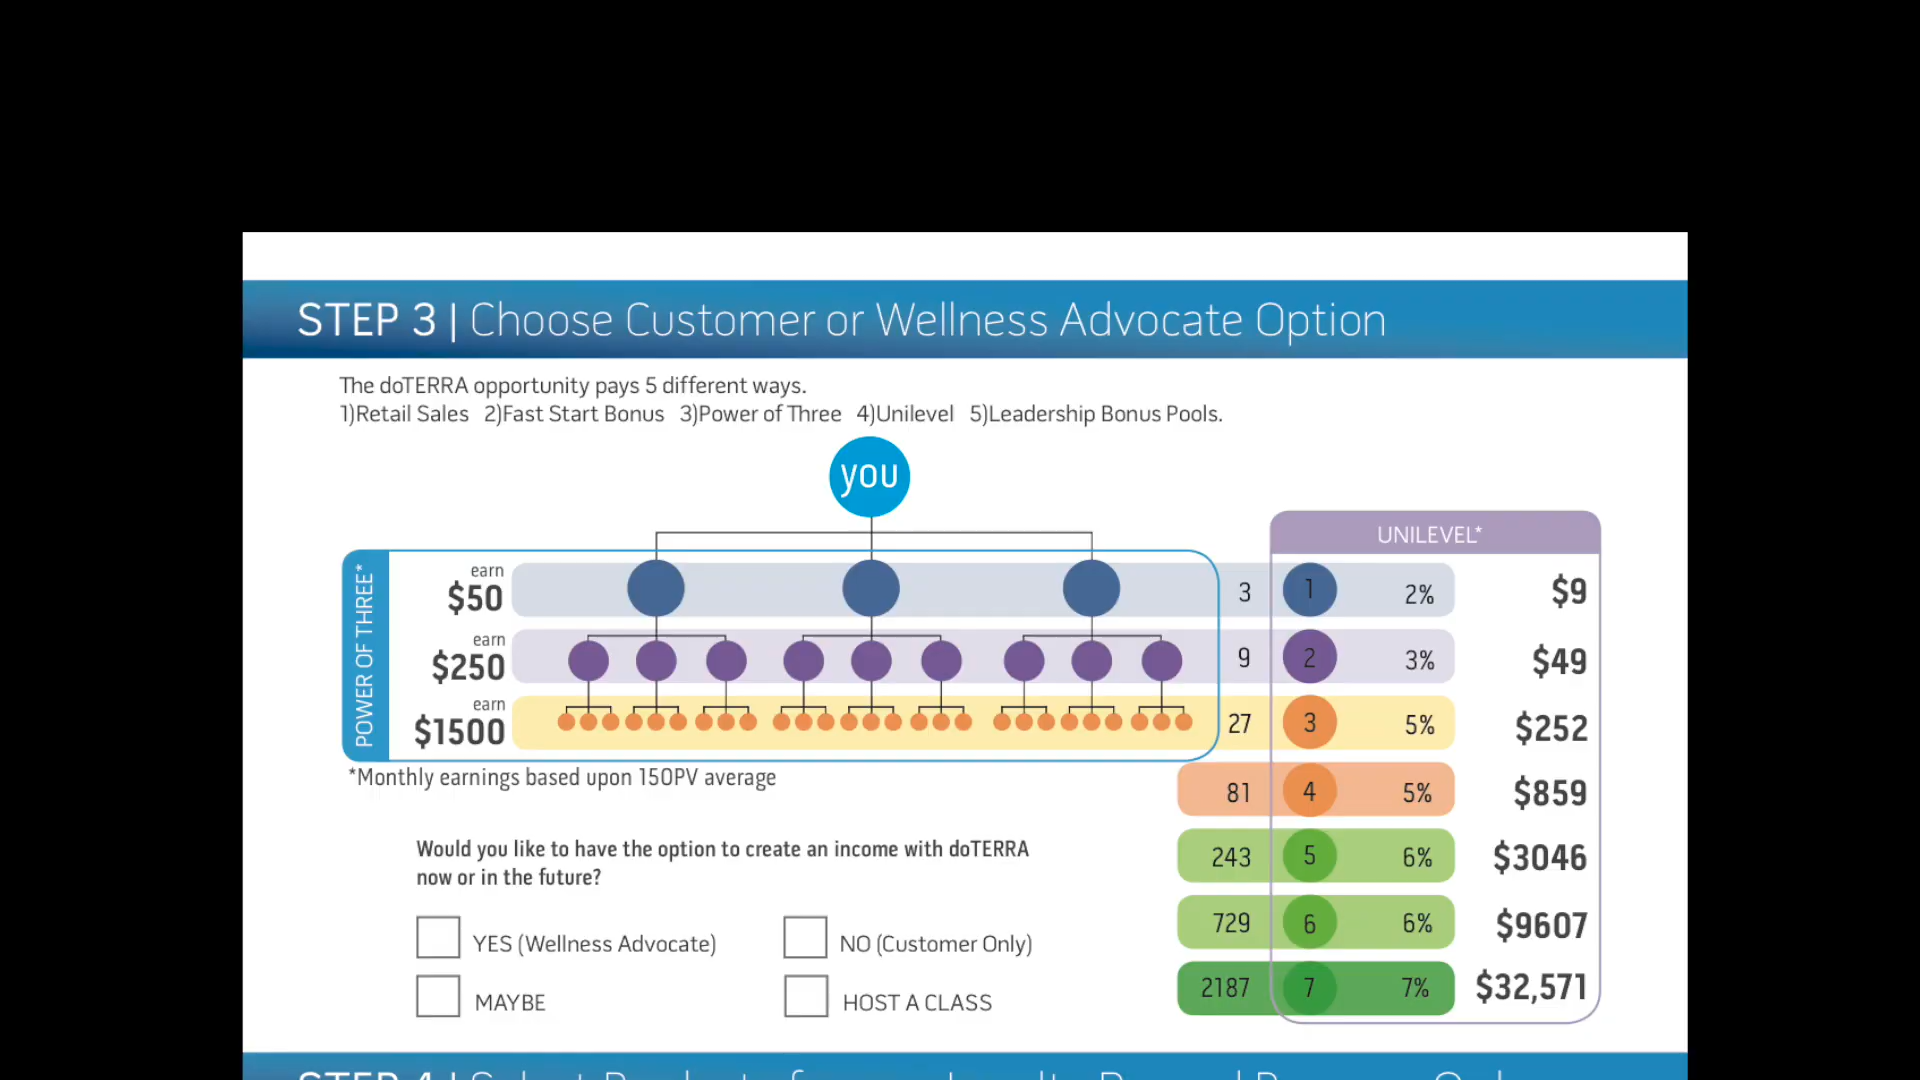 STEP 3 | Choose Customer or Wellness Advocate Option
The doTERRA opportunity pays 5 different ways.
1)Retail Sales 2)Fast Start Bonus 3)Power of Three 4)Unilevel 5)Leadership Bonus Pools.
you
UNILEVEL*
POWER OF THREE*
earn
$50
3 1 2% $9
earn
$250
9 2 3% $49
earn
$1500
27 3 5% $252
*Monthly earnings based upon 150PV average
81 4 5% $859
Would you like to have the option to create an income with doTERRA
now or in the future?
243 5 6% $3046
YES (Wellness Advocate) NO (Customer Only)
729 6 6% $9607
MAYBE HOST A CLASS
2187 7 7% $32,571